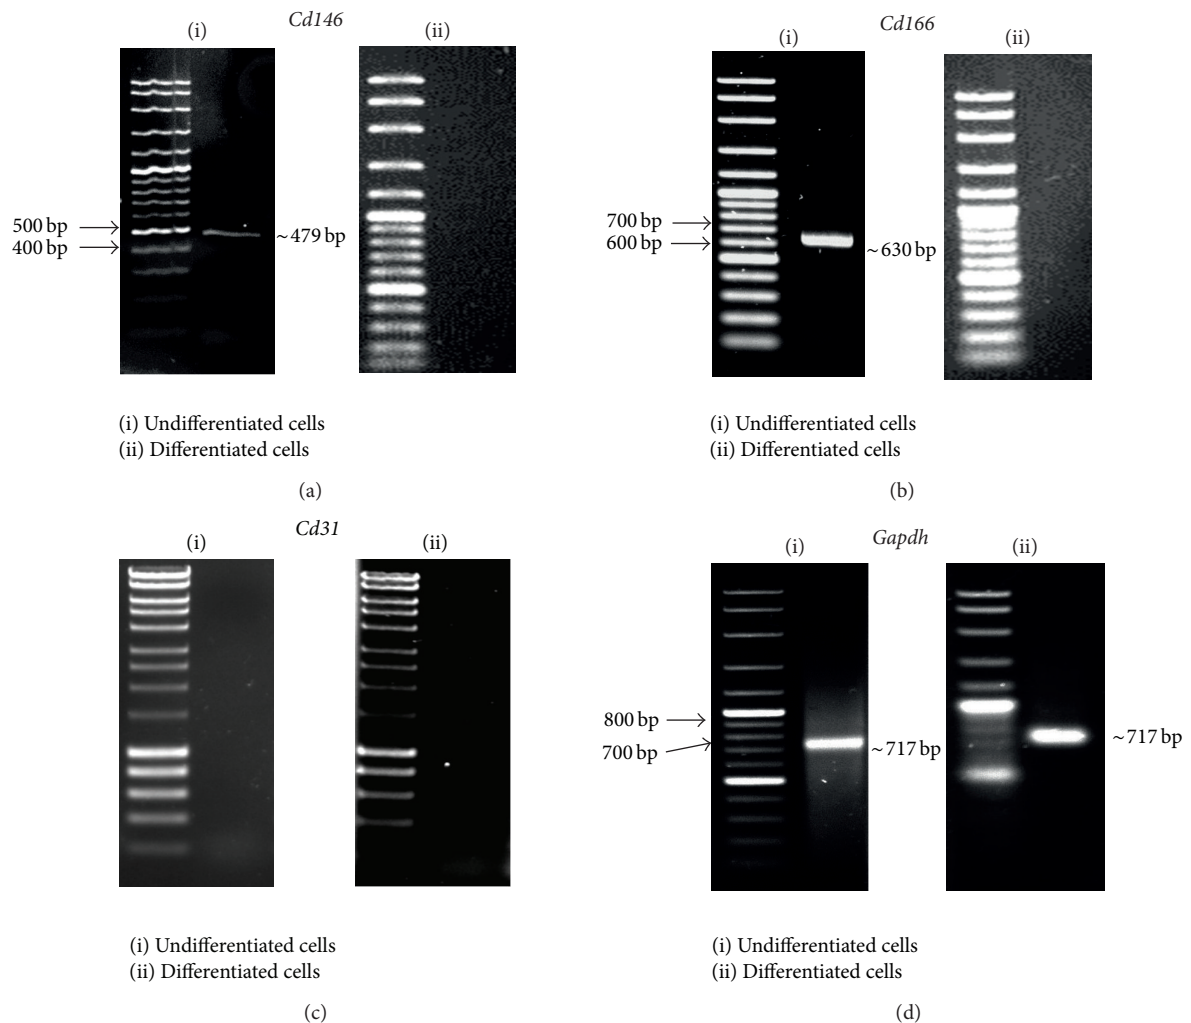 Cd146
(i)
(ii)
500 bp
400 bp
~479 bp
(i) Undifferentiated cells
(ii) Differentiated cells
(a)
Cd166
(i)
(ii)
700 bp
600 bp
~630 bp
(i) Undifferentiated cells
(ii) Differentiated cells
(b)
Cd31
(i)
(ii)
(i) Undifferentiated cells
(ii) Differentiated cells
(c)
Gapdh
(i)
(ii)
800 bp
700 bp
~717 bp
~717 bp
(i) Undifferentiated cells
(ii) Differentiated cells
(d)